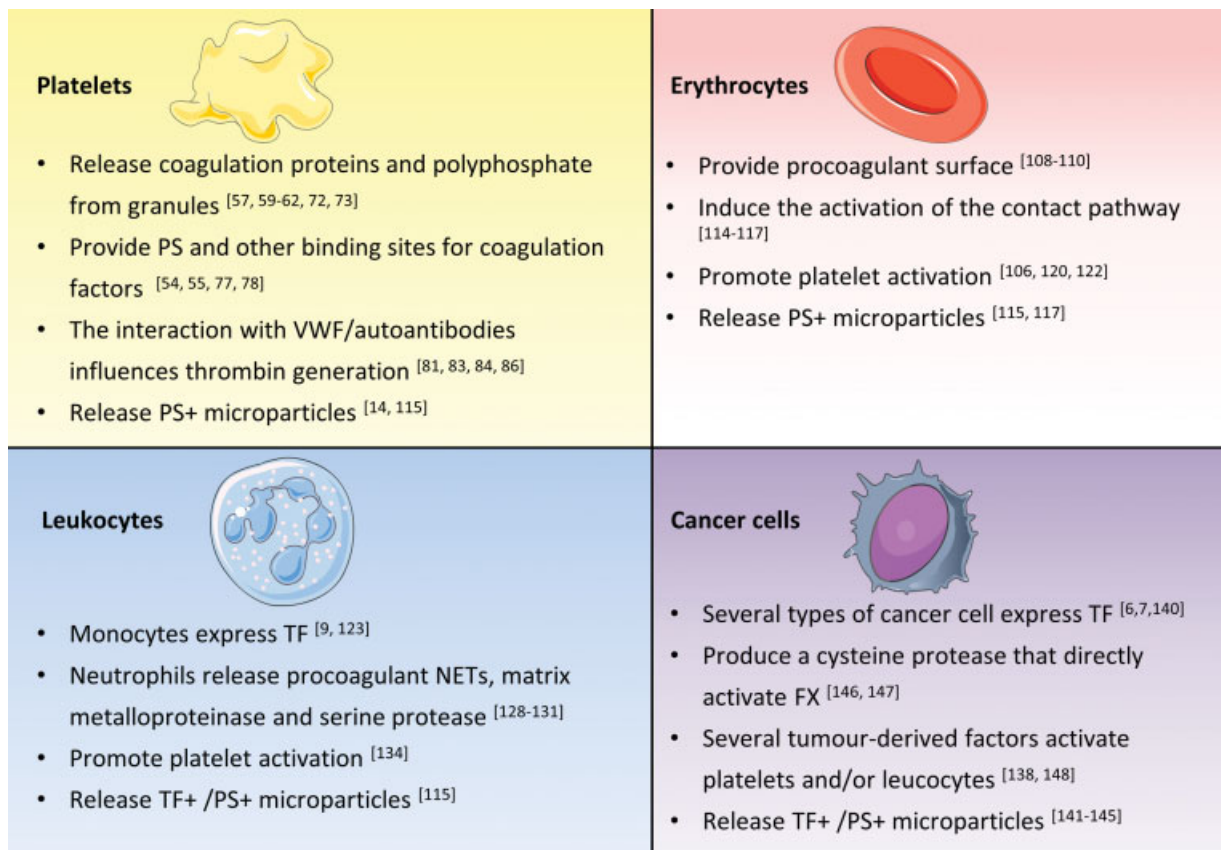 Platelets
• Release coagulation proteins and polyphosphate
from granules [57, 59-62, 72, 73]
• Provide PS and other binding sites for coagulation
factors [54, 55, 77, 78]
• The interaction with VWF/autoantibodies
influences thrombin generation [81, 83, 84, 86]
• Release PS+ microparticles [14, 115]
Erythrocytes
• Provide procoagulant surface [108-110]
• Induce the activation of the contact pathway
[114-117]
• Promote platelet activation [106, 120, 122]
• Release PS+ microparticles [115, 117]
Leukocytes
• Monocytes express TF [9, 123]
• Neutrophils release procoagulant NETs, matrix
metalloproteinase and serine protease [128-131]
• Promote platelet activation [134]
• Release TF+ /PS+ microparticles [115]
Cancer cells
• Several types of cancer cell express TF [6,7,140]
• Produce a cysteine protease that directly
activate FX [146, 147]
• Several tumour-derived factors activate
platelets and/or leucocytes [138, 148]
• Release TF+ /PS+ microparticles [141-145]